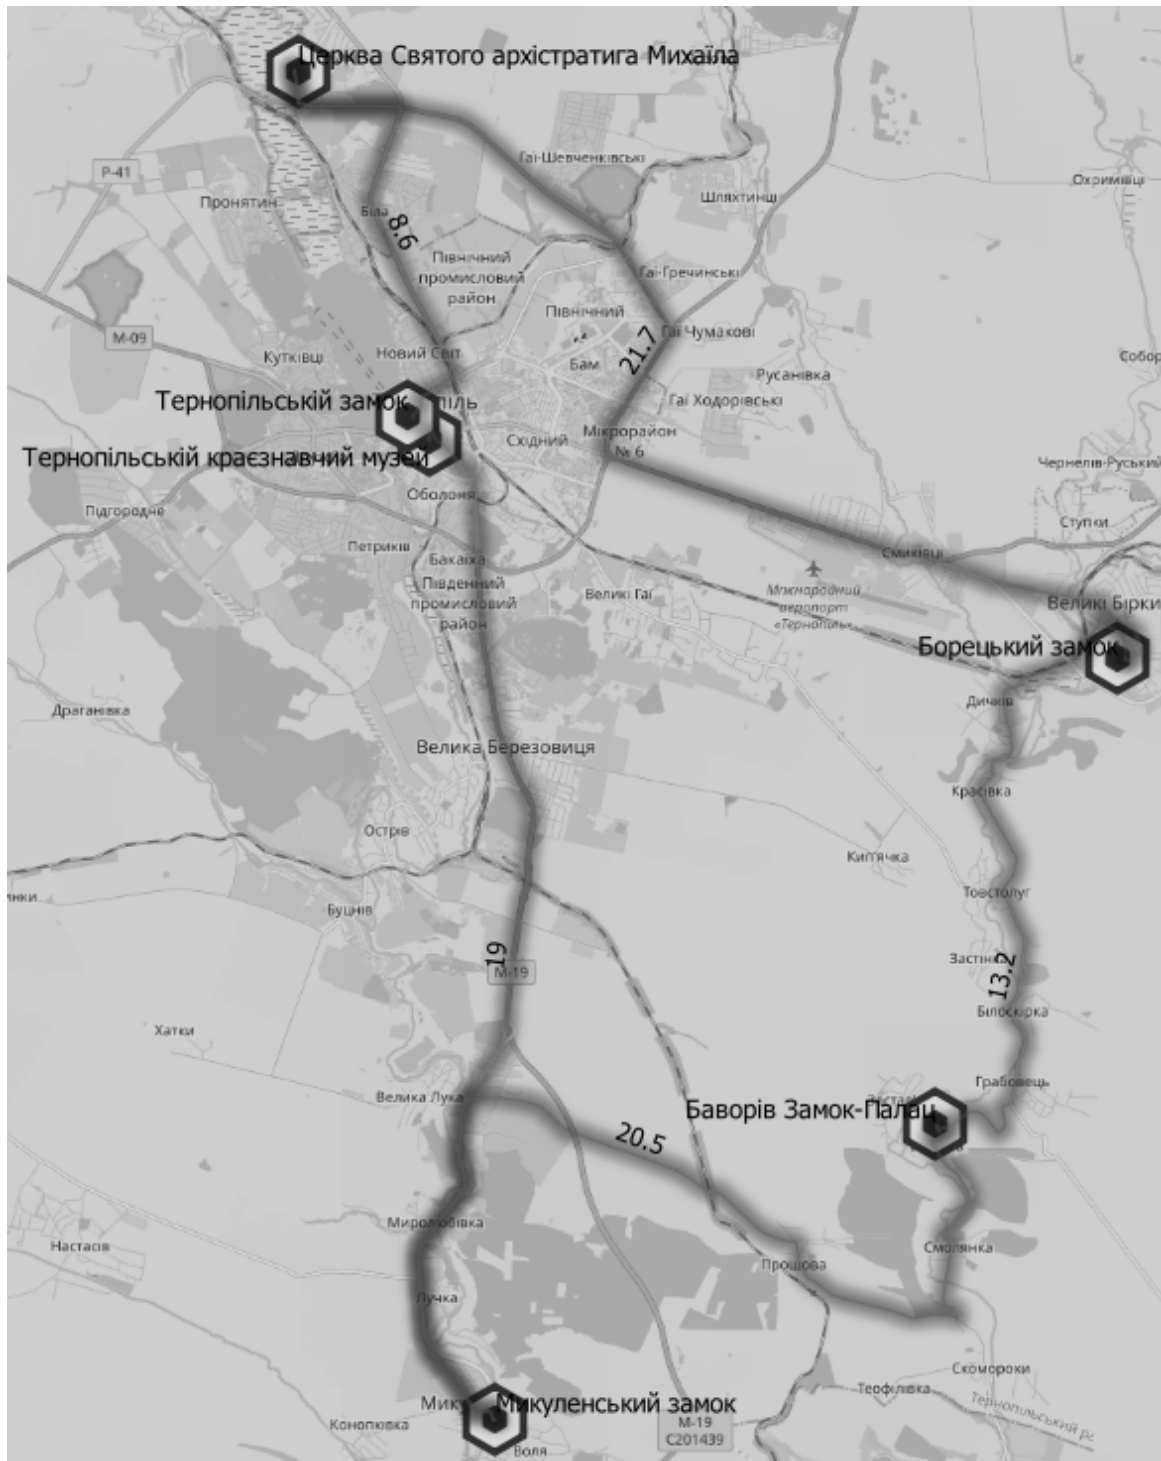 Церква Святого архістратига Михаїла
Гаї-Шевченківські
Р-41
Охримівці
Пронятин
Шляхтинці
Біла
8.6
Північний
промисловий
район
Гаї-Гречинські
Північний
М-09
Гаї Чумакові
21.7
Кутківці
Новий Світ
Бам
Русанівка
Собор
Тернопільській замок
піль
Гаї Ходорівські
Східний
Мікрорайон
№ 6
Тернопільській краєзнавчий музей
Чернелів-Руський
Оболоня
Підгородне
Ступки
Петриків
Бакаїха
Смиківці
Південний
промисловий
район
Великі Гаї
Міжнародний
аеропорт
«Тернопіль»
Великі Бірки
Борецький замок
Дичків
Драганівка
Велика Березовиця
Красівка
Острів
Кип'ячка
Товстолуг
инки
Буцнів
19
М-19
Застінка
13.2
Білоскірка
Хатки
Грабовець
Велика Лука
Баворів Замок-Палац
20.5
Миролюбівка
Настасів
Смолянка
Прошова
Лучка
Скоморохи
Теофілівка
Тернопільський ра
Мику
Микуленський замок
Конопківка
М-19
С201439
Воля